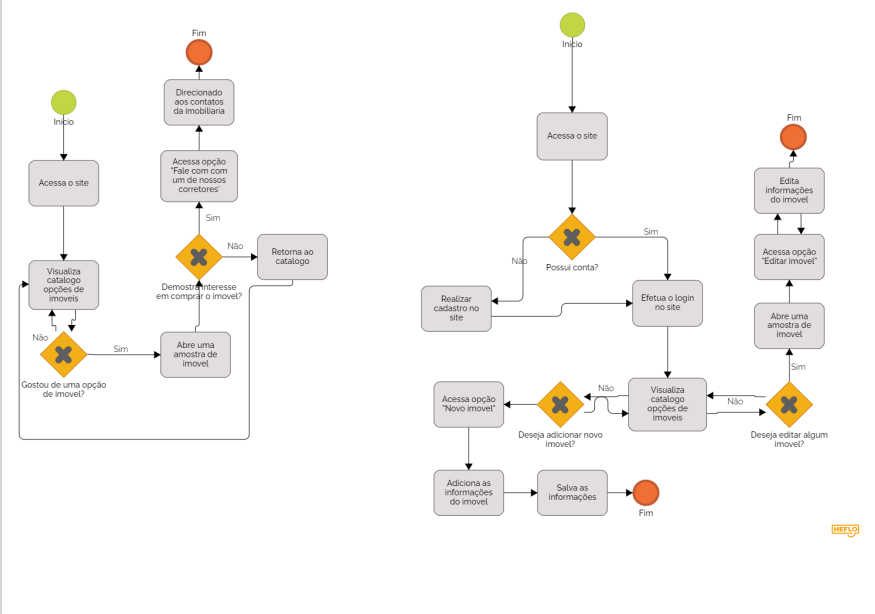 Fim
Direcionado
aos contatos
da imobiliaria
Inicio
Acessa opção
"Fale com com
um de nossos
corretores'
Acessa o site
Sim
Não
Retorna ao
catalogo
Visualiza
catalogo
opções de
imoveis
Demostra interesse
em comprar o imovel?
Não
Sim
Abre uma
amostra de
imovel
Gostou de uma opção
de imovel?
Inicio
Acessa o site
Fim
Edita
informações
do imovel
Sim
Não
Possui conta?
Acessa opção
"Editar imovel"
Realizar
cadastro no
site
Efetua o login
no site
Abre uma
amostra de
imovel
Sim
Acessa opção
"Novo imovel"
Não
Visualiza
catalogo
opções de
imoveis
Não
Deseja adicionar novo
imovel?
Deseja editar algum
imovel?
Adiciona as
informações
do imovel
Salva as
informações
Fim
HEFLO